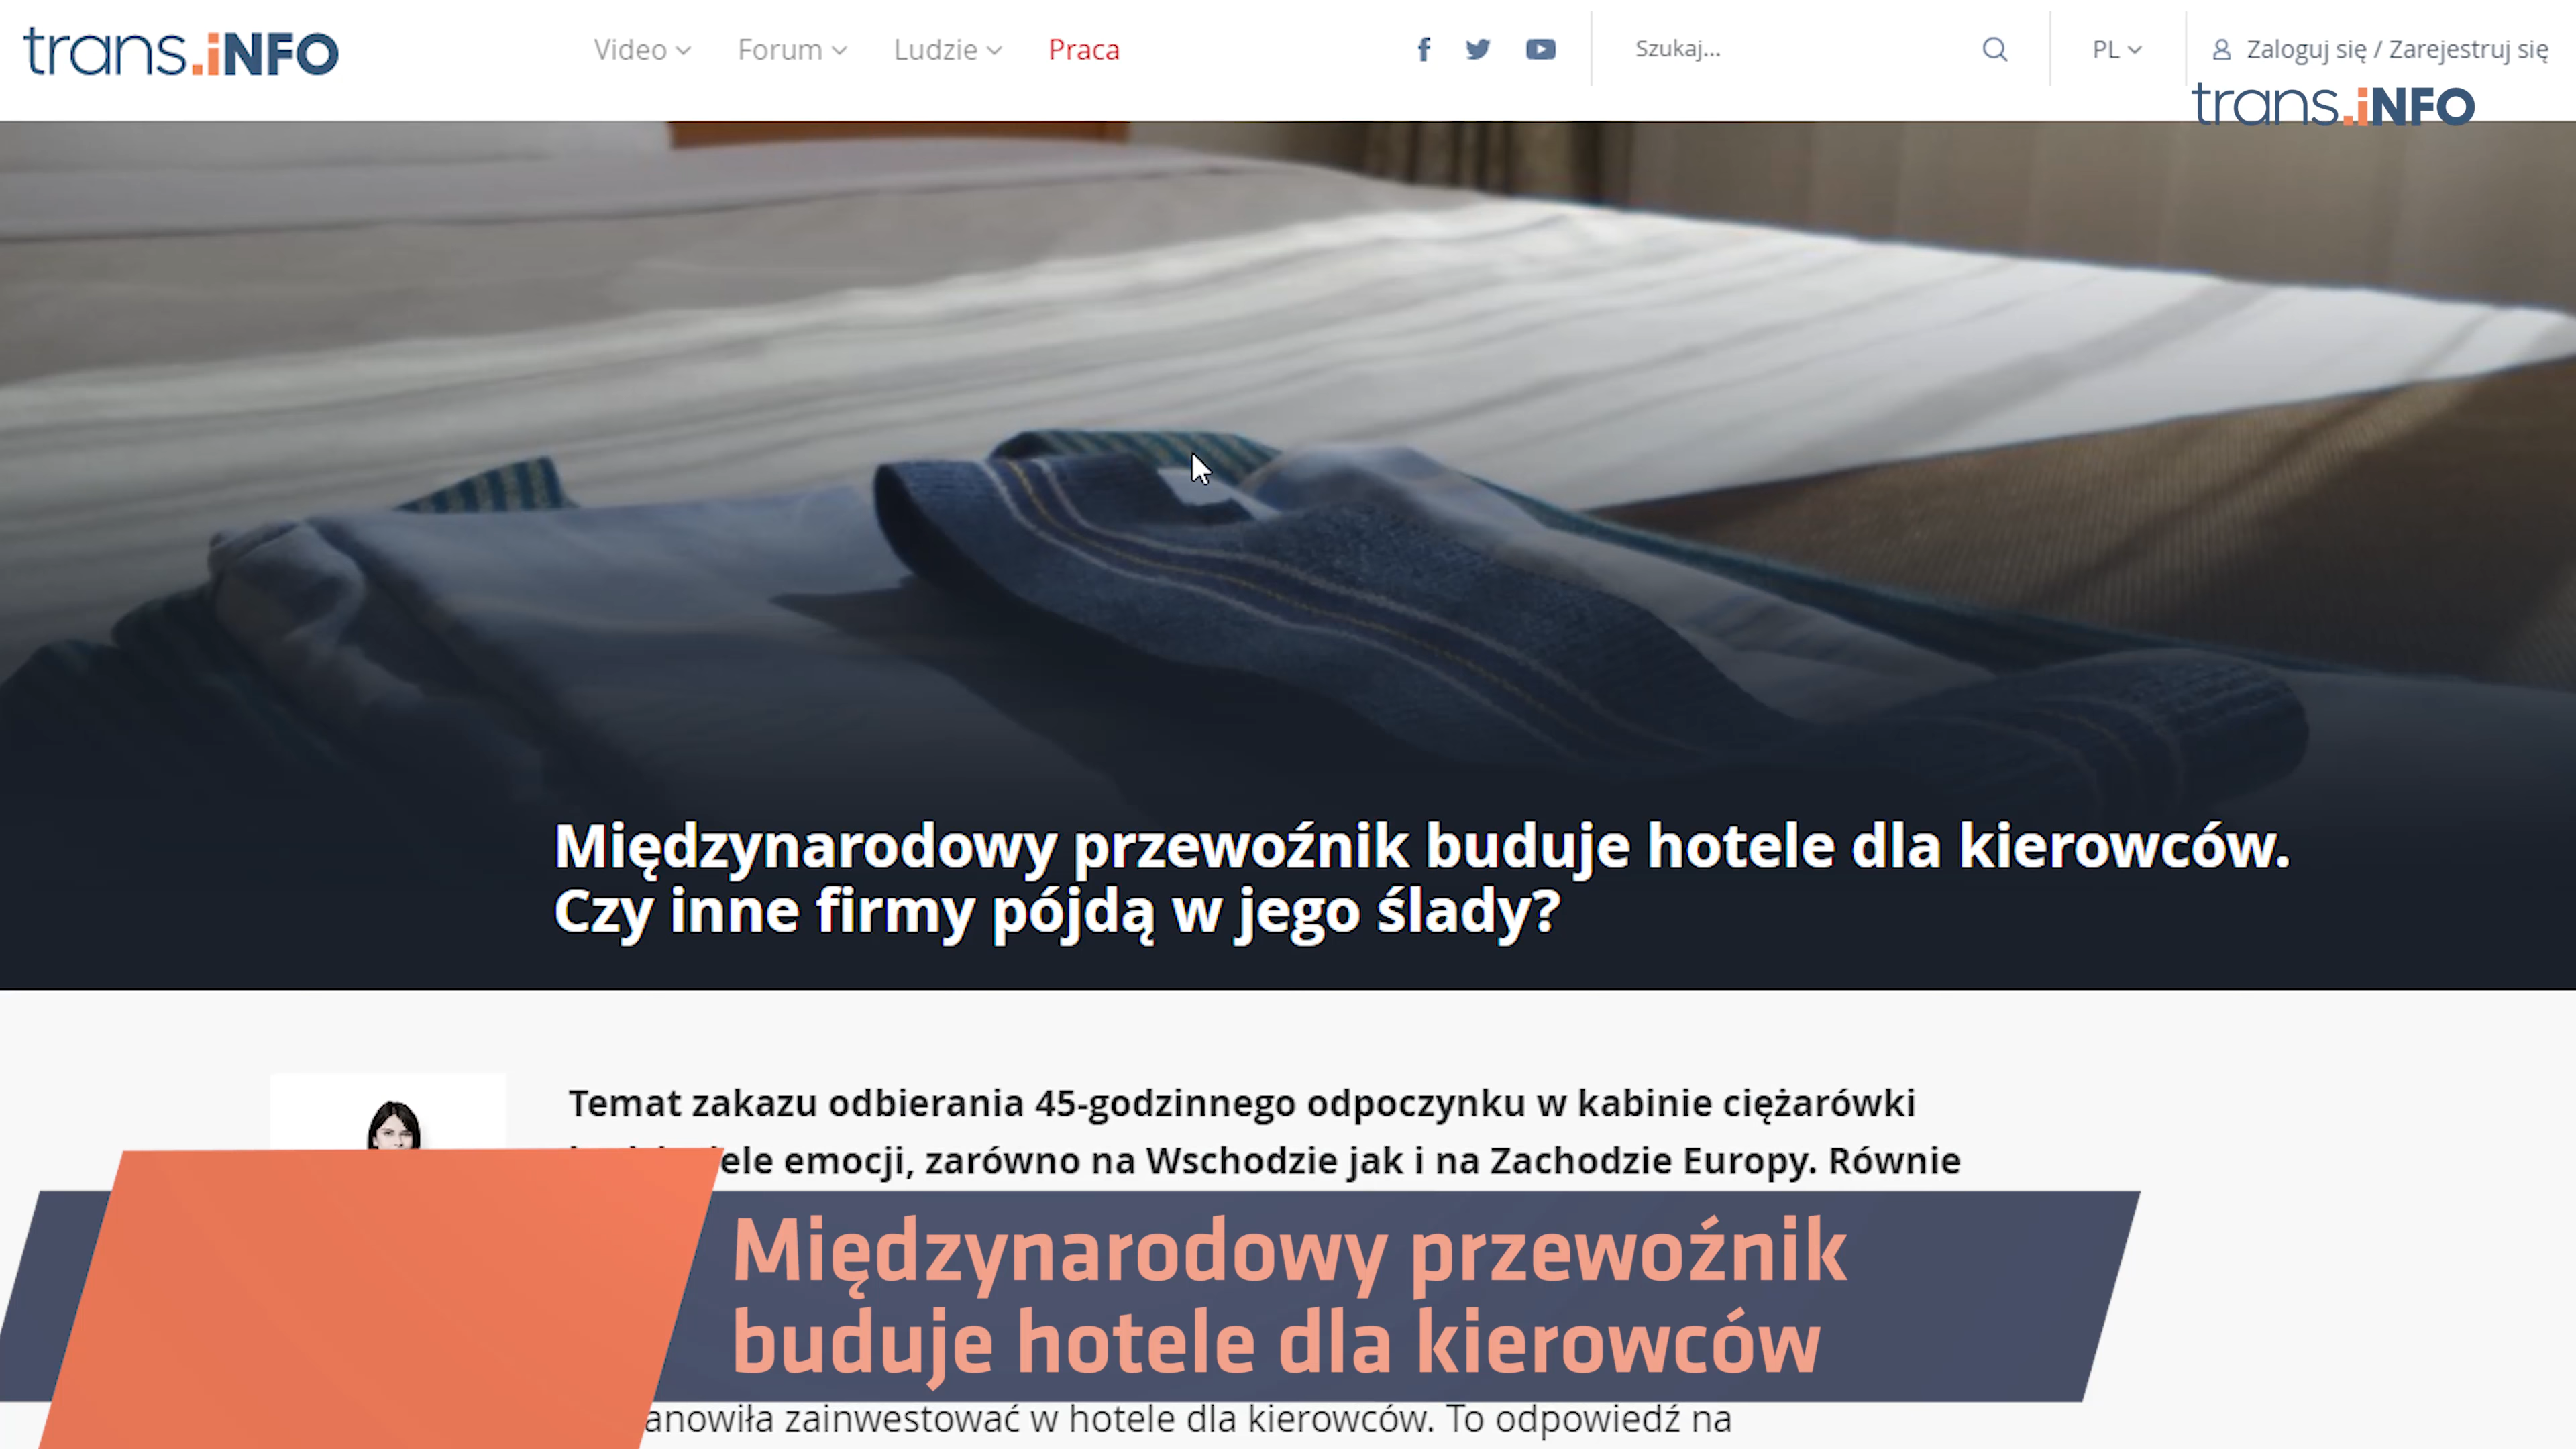 trans.iNFO
Video Forum Ludzie Praca Szukaj... PL Zaloguj się / Zarejestruj się
trans.iNFO
Międzynarodowy przewoźnik buduje hotele dla kierowców.
Czy inne firmy pójdą w jego ślady?
Temat zakazu odbierania 45-godzinnego odpoczynku w kabinie ciężarówki
emocji, zarówno na Wschodzie jak i na Zachodzie Europy. Równie
Międzynarodowy przewoźnik
buduje hotele dla kierowców
zainwestować w hotele dla kierowców. To odpowiedź na